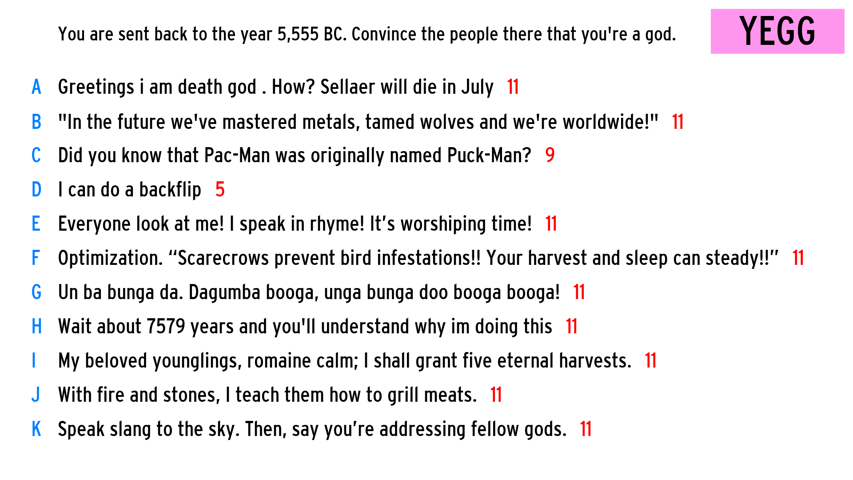 You are sent back to the year 5,555 BC. Convince the people there that you're a god.
YEGG
A Greetings i am death god . How? Sellaer will die in July 11
B "In the future we've mastered metals, tamed wolves and we're worldwide!" 11
C Did you know that Pac-Man was originally named Puck-Man? 9
D I can do a backflip 5
E Everyone look at me! I speak in rhyme! It’s worshiping time! 11
F Optimization. “Scarecrows prevent bird infestations!! Your harvest and sleep can steady!!” 11
G Un ba bunga da. Dagumba booga, unga bunga doo booga booga! 11
H Wait about 7579 years and you'll understand why im doing this 11
I My beloved younglings, romaine calm; I shall grant five eternal harvests. 11
J With fire and stones, I teach them how to grill meats. 11
K Speak slang to the sky. Then, say you’re addressing fellow gods. 11